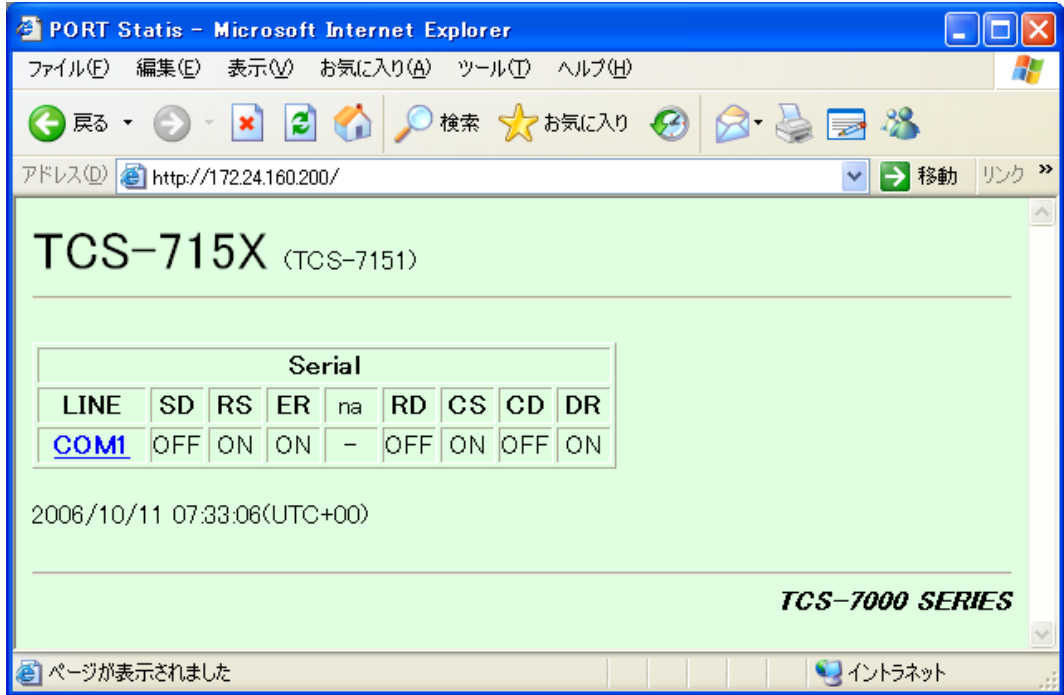 PORT Statis - Microsoft Internet Explorer
ファイル(F) 編集(E) 表示(V) お気に入り(A) ツール(T) ヘルプ(H)
戻る 検索 お気に入り
アドレス(D) http://172.24.160.200/ 移動 リンク »
TCS-715X (TCS-7151)
Serial
LINE SD RS ER na RD CS CD DR
COM1 OFF ON ON - OFF ON OFF ON
2006/10/11 07:33:06(UTC+00)
TCS-7000 SERIES
ページが表示されました イントラネット